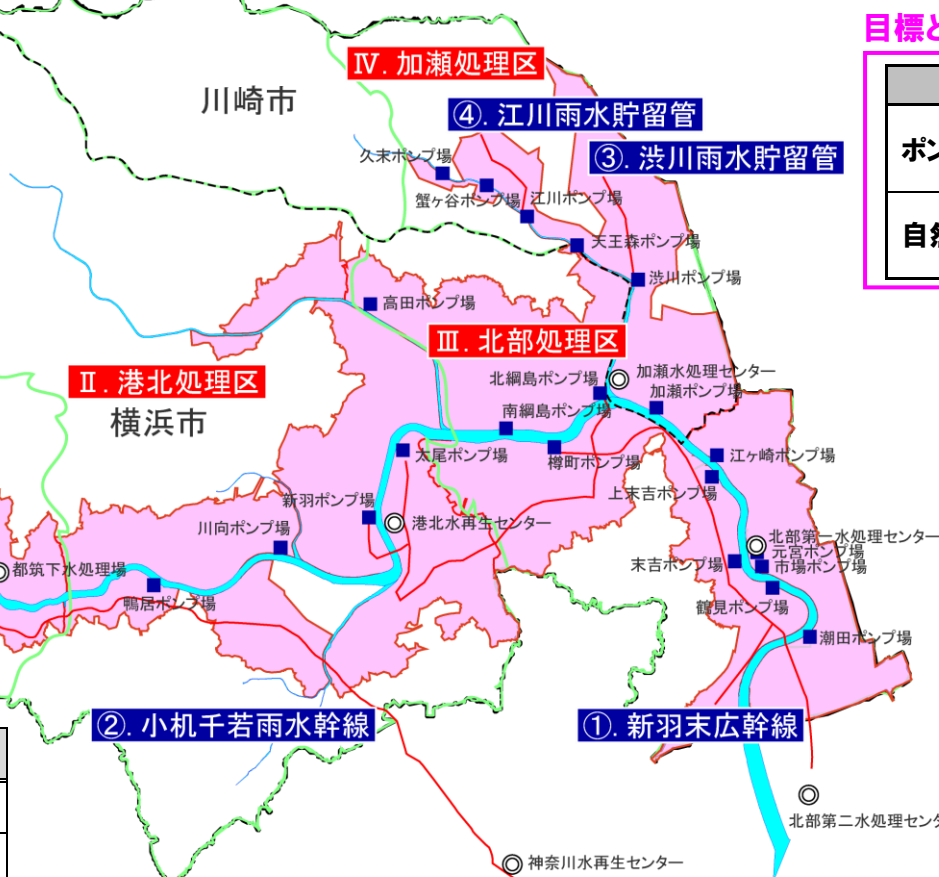 目標と
Ⅳ. 加瀬処理区
川崎市
④. 江川雨水貯留管
ポン
久末ポンプ場
③. 渋川雨水貯留管
蟹ヶ谷ポンプ場
江川ポンプ場
自然
天王森ポンプ場
渋川ポンプ場
高田ポンプ場
Ⅲ. 北部処理区
Ⅱ. 港北処理区
北綱島ポンプ場
加瀬水処理センター
加瀬ポンプ場
横浜市
南綱島ポンプ場
太尾ポンプ場
樽町ポンプ場
江ヶ崎ポンプ場
上末吉ポンプ場
新羽ポンプ場
港北水再生センター
川向ポンプ場
北部第一水処理センター
元宮ポンプ場
末吉ポンプ場
市場ポンプ場
都筑下水処理場
鴨居ポンプ場
鶴見ポンプ場
潮田ポンプ場
②. 小机千若雨水幹線
①. 新羽末広幹線
北部第二水処理センタ
神奈川水再生センター